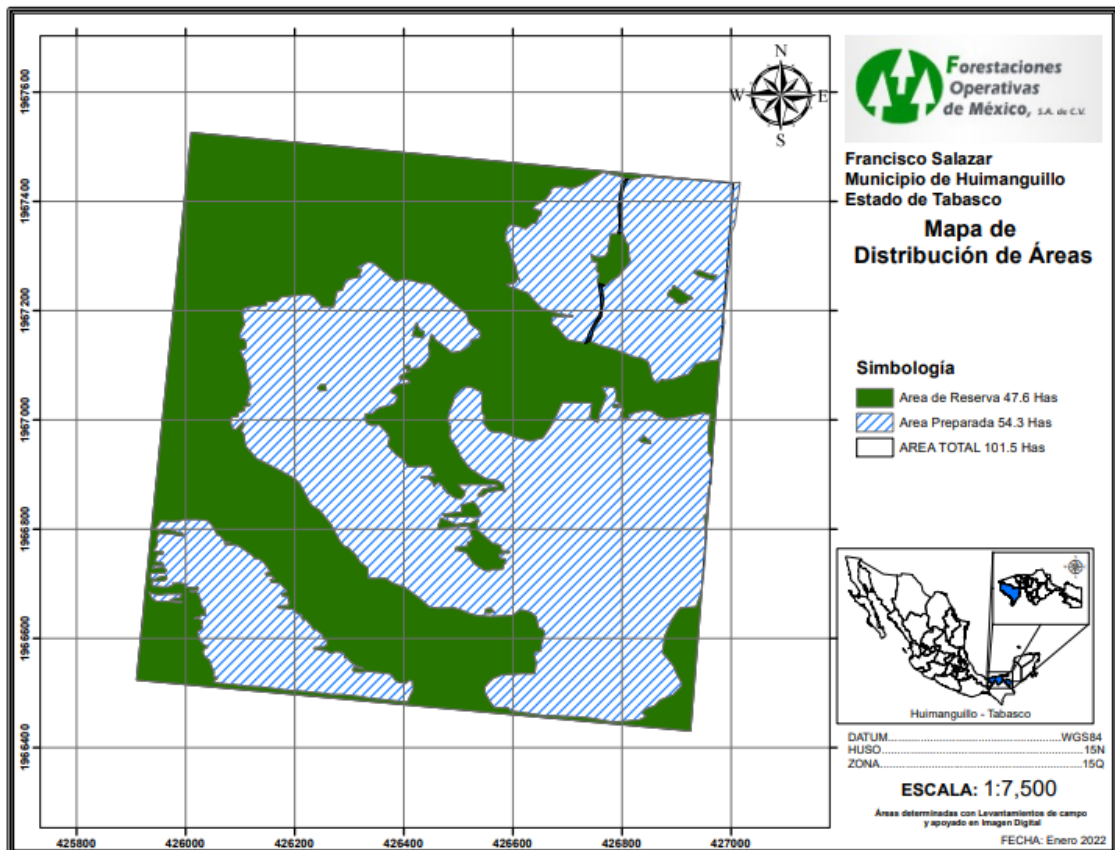 N
W E
S
1967600
1967400
1967200
1967000
1966800
1966600
1966400
425800 426000 426200 426400 426600 426800 427000
Forestaciones
Operativas
de México, S.A. de C.V.
Francisco Salazar
Municipio de Huimanguillo
Estado de Tabasco
Mapa de
Distribución de Áreas
Simbología
Area de Reserva 47.6 Has
Area Preparada 54.3 Has
AREA TOTAL 101.5 Has
Huimanguillo - Tabasco
DATUM..................................................WGS84
HUSO........................................................15N
ZONA.........................................................15Q
ESCALA: 1:7,500
Áreas determinadas con Levantamientos de campo
y apoyado en Imagen Digital
FECHA: Enero 2022